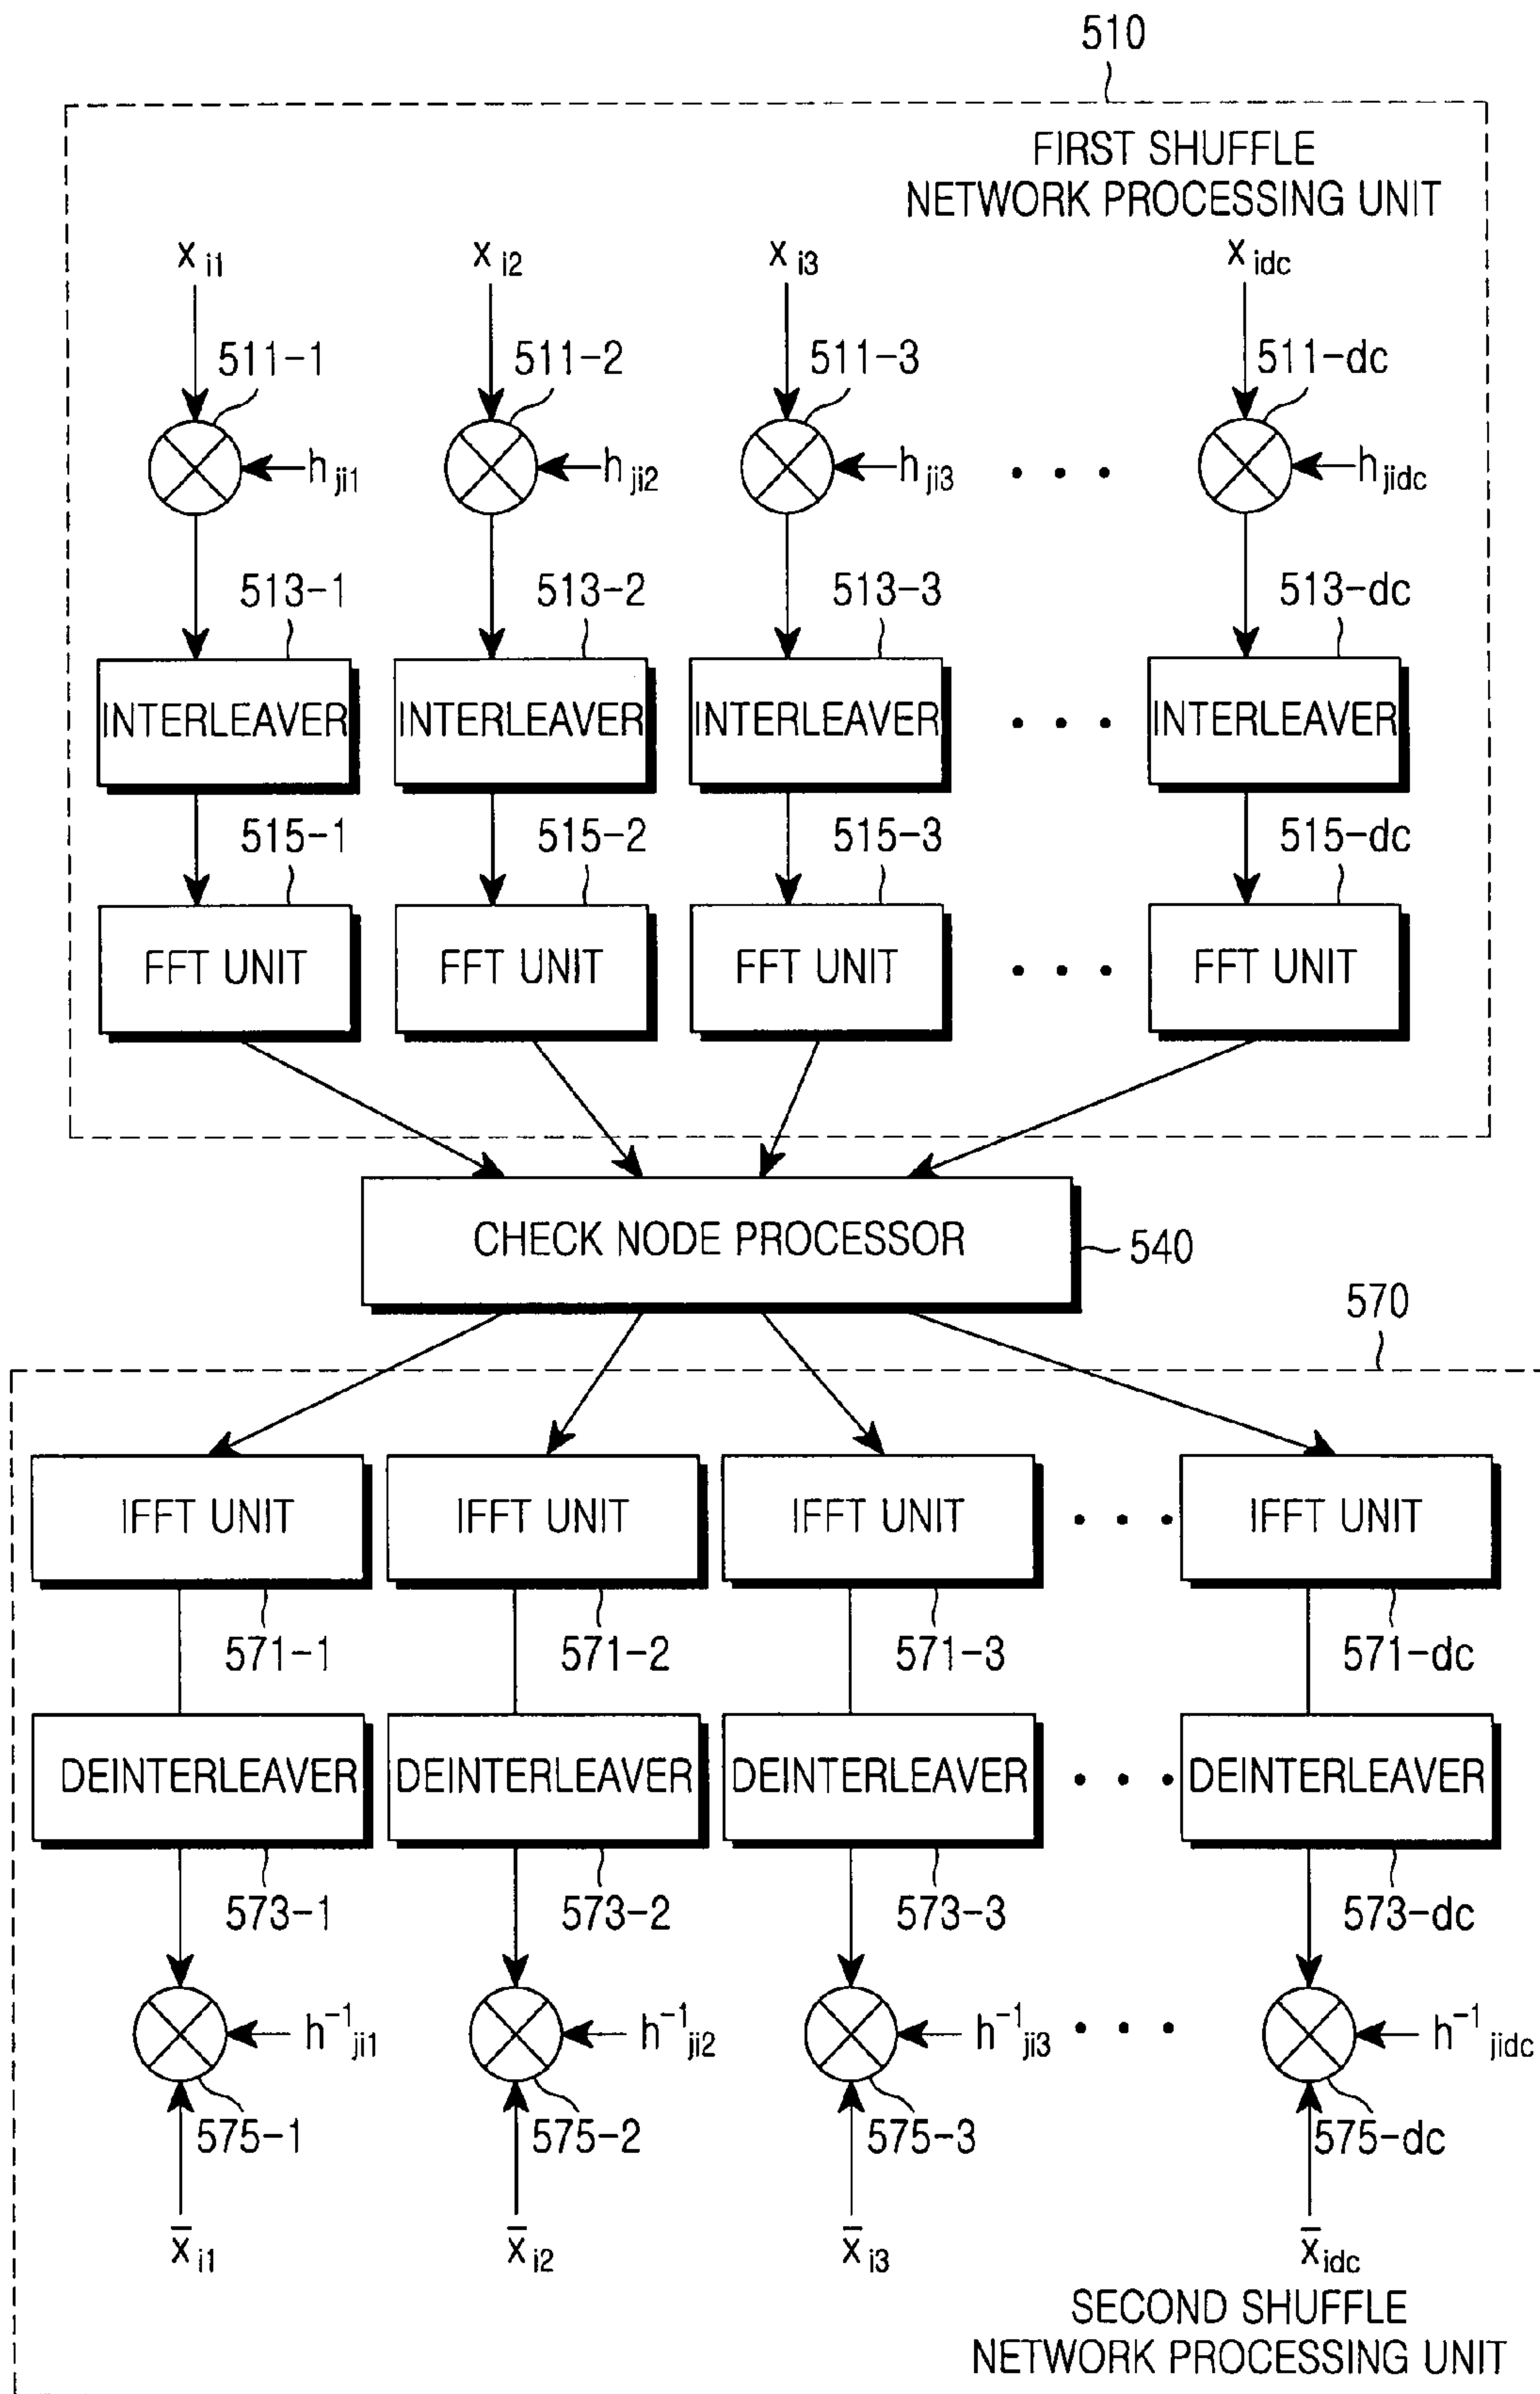 510
FIRST SHUFFLE
NETWORK PROCESSING UNIT
x i1 x i2 x i3 x idc
511-1 511-2 511-3 511-dc
h ji1 h ji2 h ji3 • • • h jidc
513-1 513-2 513-3 513-dc
INTERLEAVER INTERLEAVER INTERLEAVER • • • INTERLEAVER
515-1 515-2 515-3 515-dc
FFT UNIT FFT UNIT FFT UNIT • • • FFT UNIT
CHECK NODE PROCESSOR
540
570
IFFT UNIT IFFT UNIT IFFT UNIT • • • IFFT UNIT
571-1 571-2 571-3 571-dc
DEINTERLEAVER DEINTERLEAVER DEINTERLEAVER • • • DEINTERLEAVER
573-1 573-2 573-3 573-dc
h⁻¹ ji1 h⁻¹ ji2 h⁻¹ ji3 • • • h⁻¹ jidc
575-1 575-2 575-3 575-dc
x̄ i1 x̄ i2 x̄ i3 x̄ idc
SECOND SHUFFLE
NETWORK PROCESSING UNIT